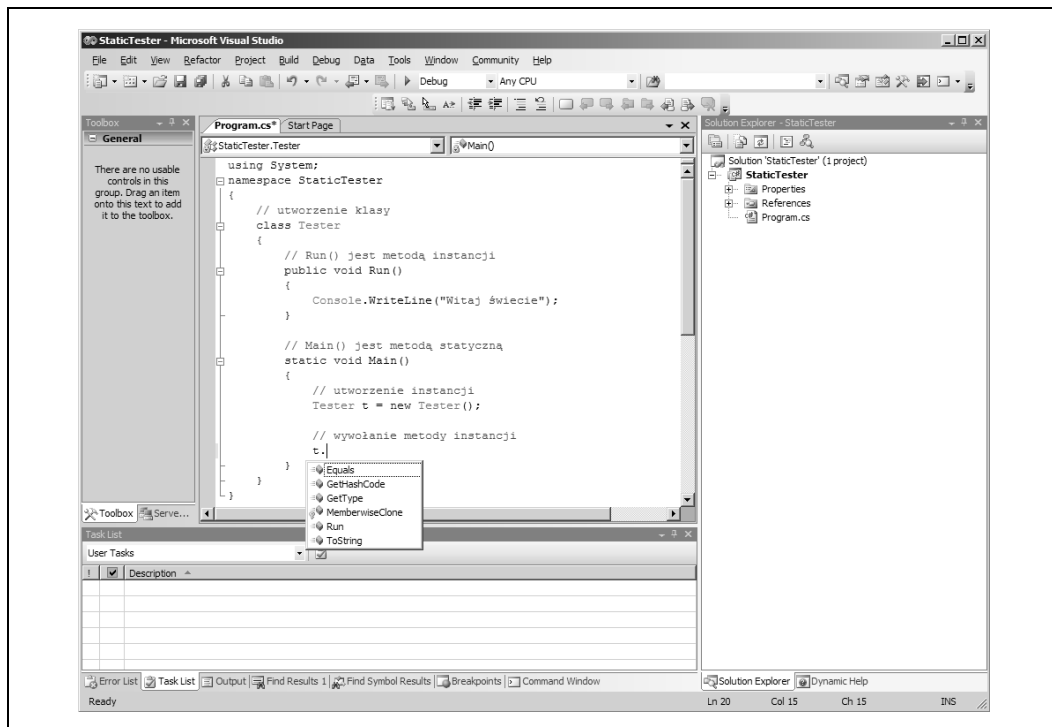 StaticTester - Microsoft Visual Studio
File Edit View Refactor Project Build Debug Data Tools Window Community Help
Debug Any CPU
Toolbox
General
There are no usable
controls in this
group. Drag an item
onto this text to add
it to the toolbox.
Toolbox Serve...
Program.cs* Start Page
StaticTester.Tester Main()
using System;
namespace StaticTester
{
// utworzenie klasy
class Tester
{
// Run() jest metodą instancji
public void Run()
{
Console.WriteLine("Witaj świecie");
}
// Main() jest metodą statyczną
static void Main()
{
// utworzenie instancji
Tester t = new Tester();
// wywołanie metody instancji
t.
}
}
}
Equals
GetHashCode
GetType
MemberwiseClone
Run
ToString
Solution Explorer - StaticTester
Solution 'StaticTester' (1 project)
StaticTester
Properties
References
Program.cs
Task List
User Tasks
! Description
Error List Task List Output Find Results 1 Find Symbol Results Breakpoints Command Window
Solution Explorer Dynamic Help
Ready Ln 20 Col 15 Ch 15 INS